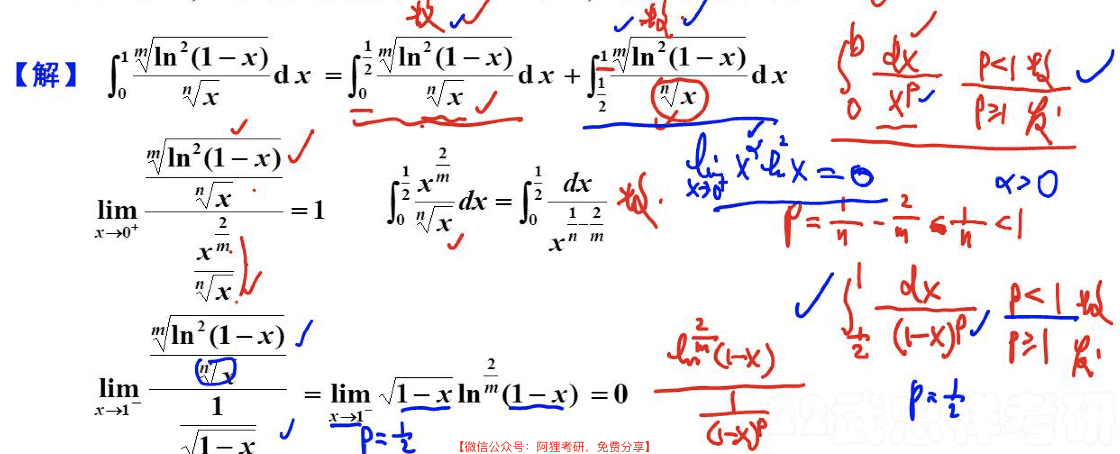 收 ✓ ✓ 收 ✓
【解】 $\int_0^1 \frac{\sqrt[m]{\ln^2(1-x)}}{\sqrt[n]{x}} \mathrm{d}x = \int_0^{\frac{1}{2}} \frac{\sqrt[m]{\ln^2(1-x)}}{\sqrt[n]{x}} \mathrm{d}x + \int_{\frac{1}{2}}^1 \frac{\sqrt[m]{\ln^2(1-x)}}{\sqrt[n]{x}} \mathrm{d}x$
$\int_0^b \frac{dx}{x^p}$ $\frac{p<1 \text{ 收}}{p \geq 1 \text{ 发}}$
$\lim_{x \to 0^+} \frac{\frac{\sqrt[m]{\ln^2(1-x)}}{\sqrt[n]{x}}}{\frac{x^{\frac{2}{m}}}{\sqrt[n]{x}}} = 1$ $\int_0^{\frac{1}{2}} \frac{x^{\frac{2}{m}}}{\sqrt[n]{x}} dx = \int_0^{\frac{1}{2}} \frac{dx}{x^{\frac{1}{n} - \frac{2}{m}}}$ 收.
$\lim_{x \to 0^+} x^{\alpha} \ln^2 x = 0$ $\alpha > 0$
$p = \frac{1}{n} - \frac{2}{m} < \frac{1}{n} < 1$
$\int_{\frac{1}{2}}^1 \frac{dx}{(1-x)^p}$ $\frac{p<1 \text{ 收}}{p \geq 1 \text{ 发}}$
$\lim_{x \to 1^-} \frac{\frac{\sqrt[m]{\ln^2(1-x)}}{\sqrt[n]{x}}}{\frac{1}{\sqrt{1-x}}} = \lim_{x \to 1^-} \sqrt{1-x} \ln^{\frac{2}{m}}(1-x) = 0$ $\frac{\ln^{\frac{2}{m}}(1-x)}{\frac{1}{(1-x)^p}}$ $p = \frac{1}{2}$
$p = \frac{1}{2}$
【微信公众号：阿狸考研，免费分享】